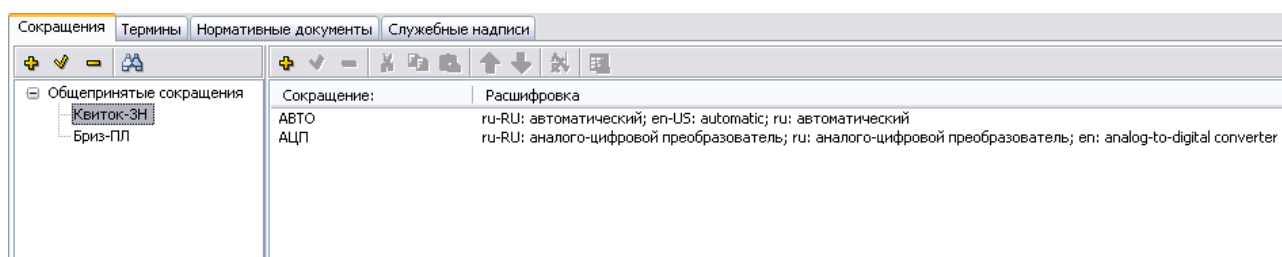 Сокращения Термины Нормативные документы Служебные надписи
Общепринятые сокращения
Квиток-3Н
Бриз-ПЛ
Сокращение: Расшифровка
АВТО ru-RU: автоматический; en-US: automatic; ru: автоматический
АЦП ru-RU: аналого-цифровой преобразователь; ru: аналого-цифровой преобразователь; en: analog-to-digital converter